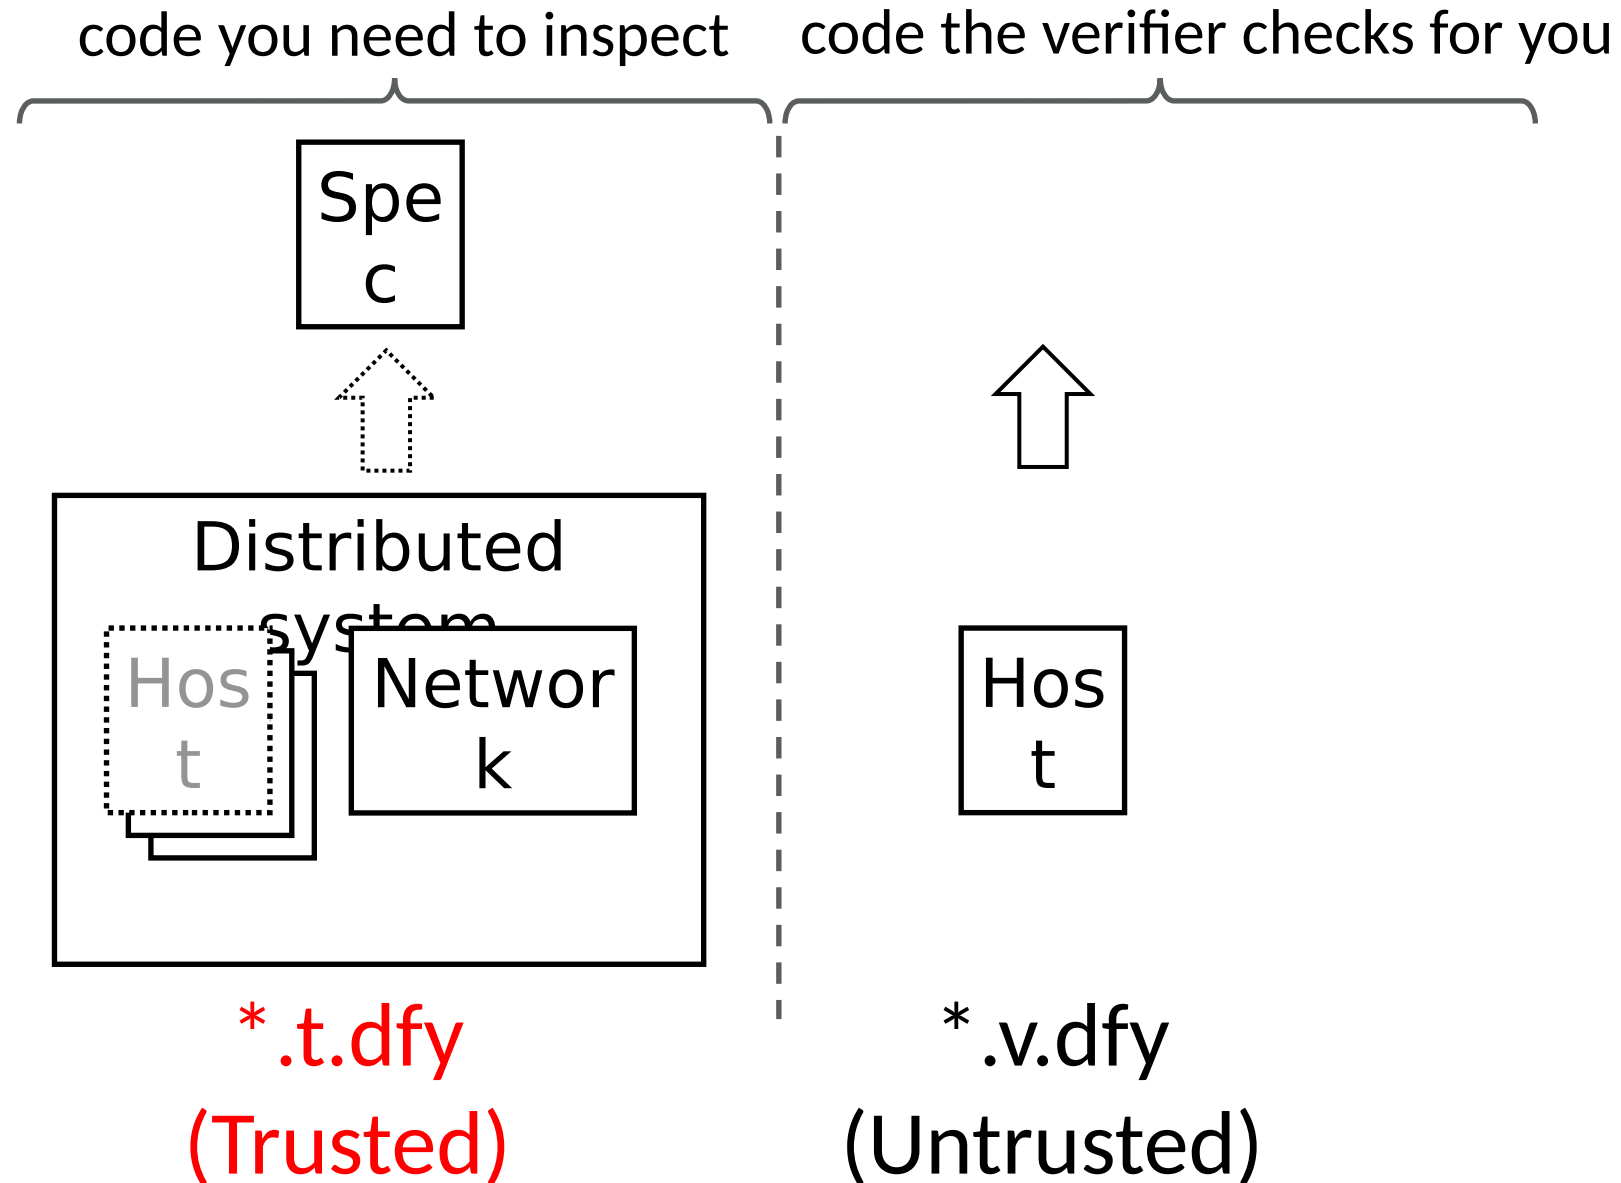 code you need to inspect
code the verifier checks for you
Spe
c
Distributed
system
Hos
t
Networ
k
Hos
t
*.t.dfy
(Trusted)
*.v.dfy
(Untrusted)